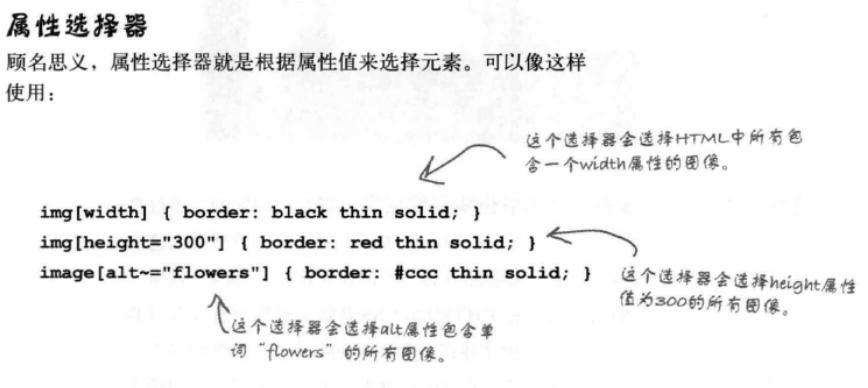 属性选择器
顾名思义，属性选择器就是根据属性值来选择元素。可以像这样
使用：
这个选择器会选择HTML中所有包
含一个width属性的图像。
img[width] { border: black thin solid; }
img[height="300"] { border: red thin solid; }
image[alt~="flowers"] { border: #ccc thin solid; }
这个选择器会选择height属性
值为300的所有图像。
这个选择器会选择alt属性包含单
词“flowers”的所有图像。